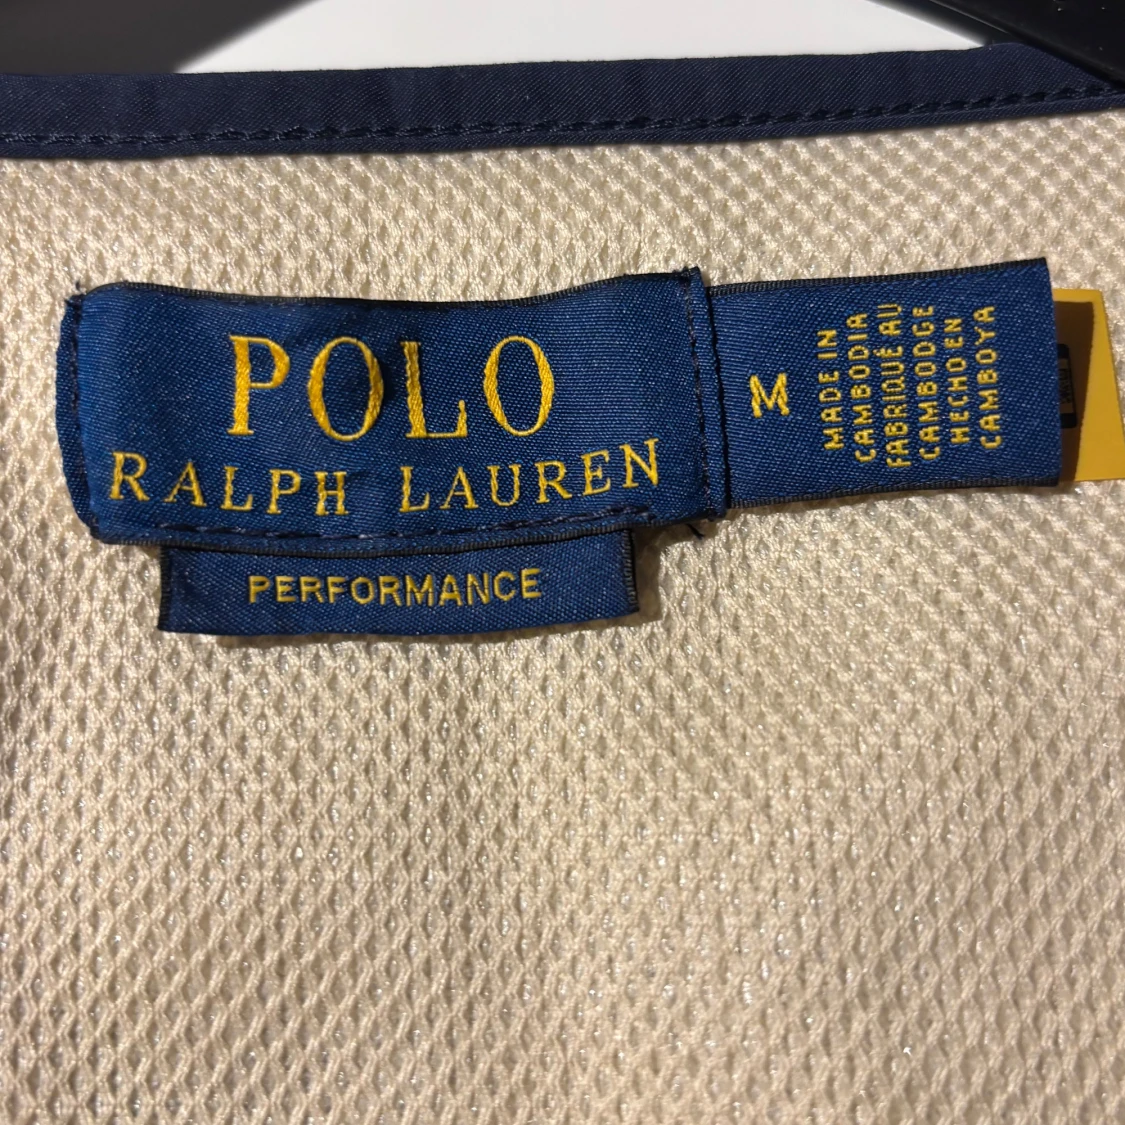 POLO
RALPH LAUREN
PERFORMANCE
M
MADE IN
CAMBODIA
FABRIQUÉ AU
CAMBODGE
HECHO EN
CAMBOYA